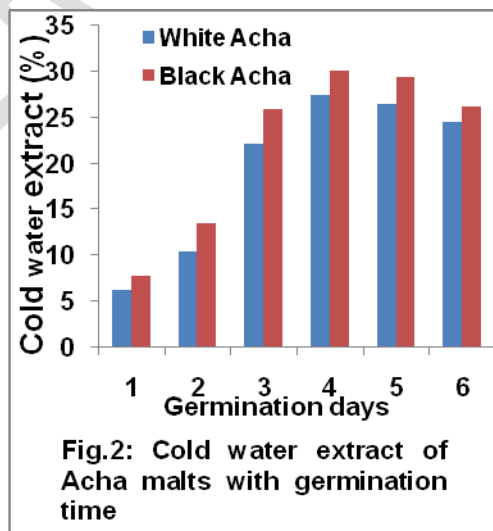 Cold water extract (%)
35
30
25
20
15
10
5
0
White Acha
Black Acha
1 2 3 4 5 6
Germination days
Fig.2: Cold water extract of
Acha malts with germination
time